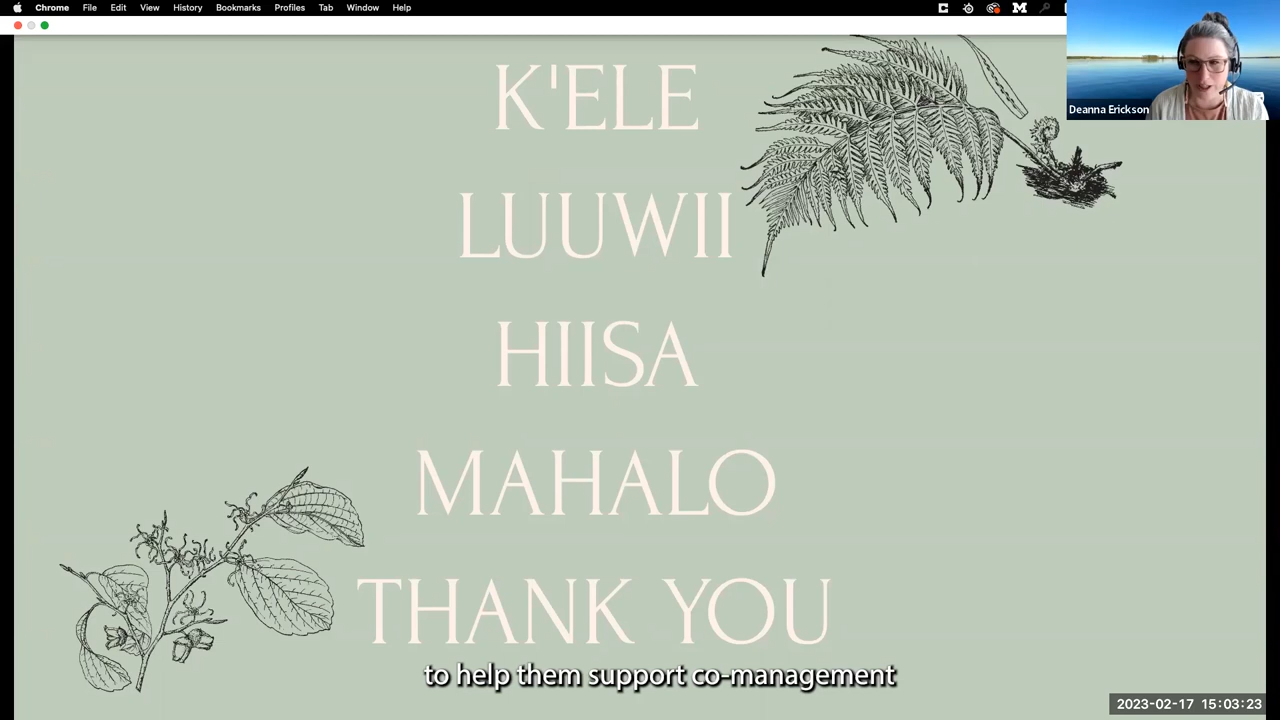 Chrome File Edit View History Bookmarks Profiles Tab Window Help
Deanna Erickson
K'ELE
LUUWII
HIISA
MAHALO
THANK YOU
to help them support co-management
2023-02-17 15:03:23